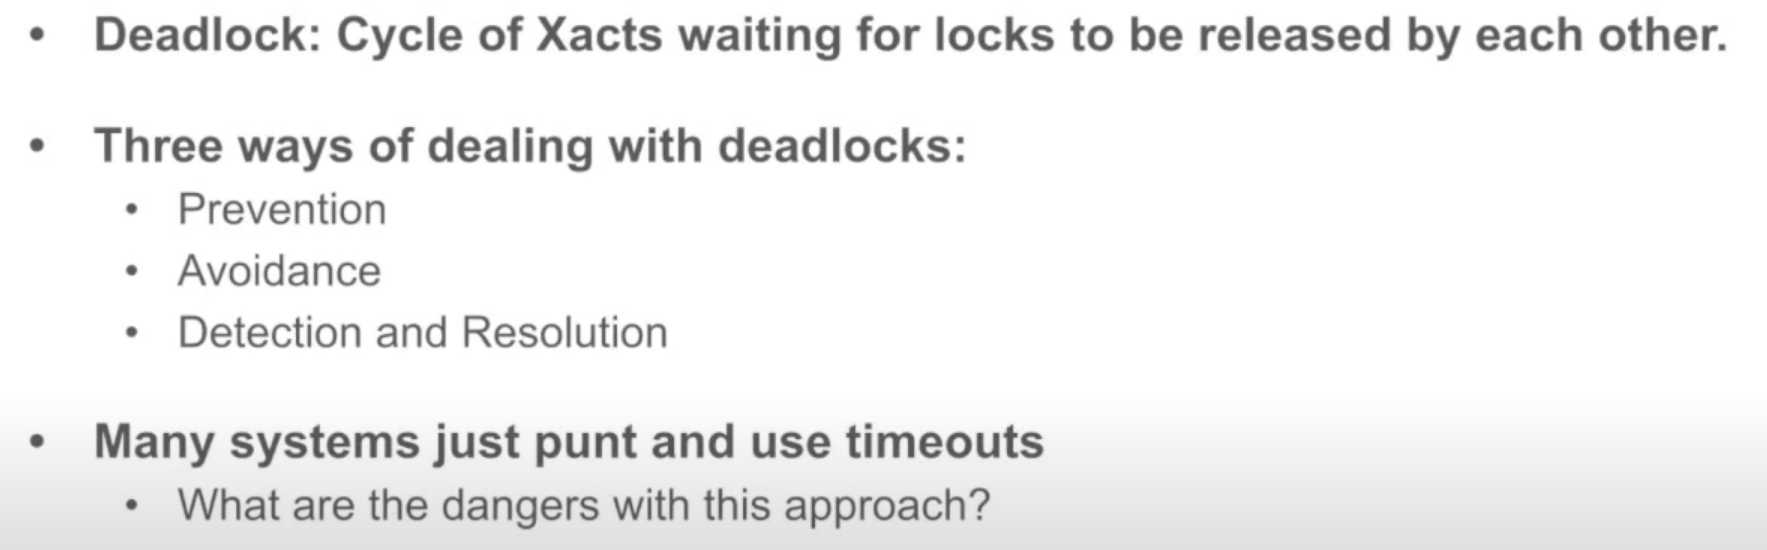 • Deadlock: Cycle of Xacts waiting for locks to be released by each other.
• Three ways of dealing with deadlocks:
• Prevention
• Avoidance
• Detection and Resolution
• Many systems just punt and use timeouts
• What are the dangers with this approach?